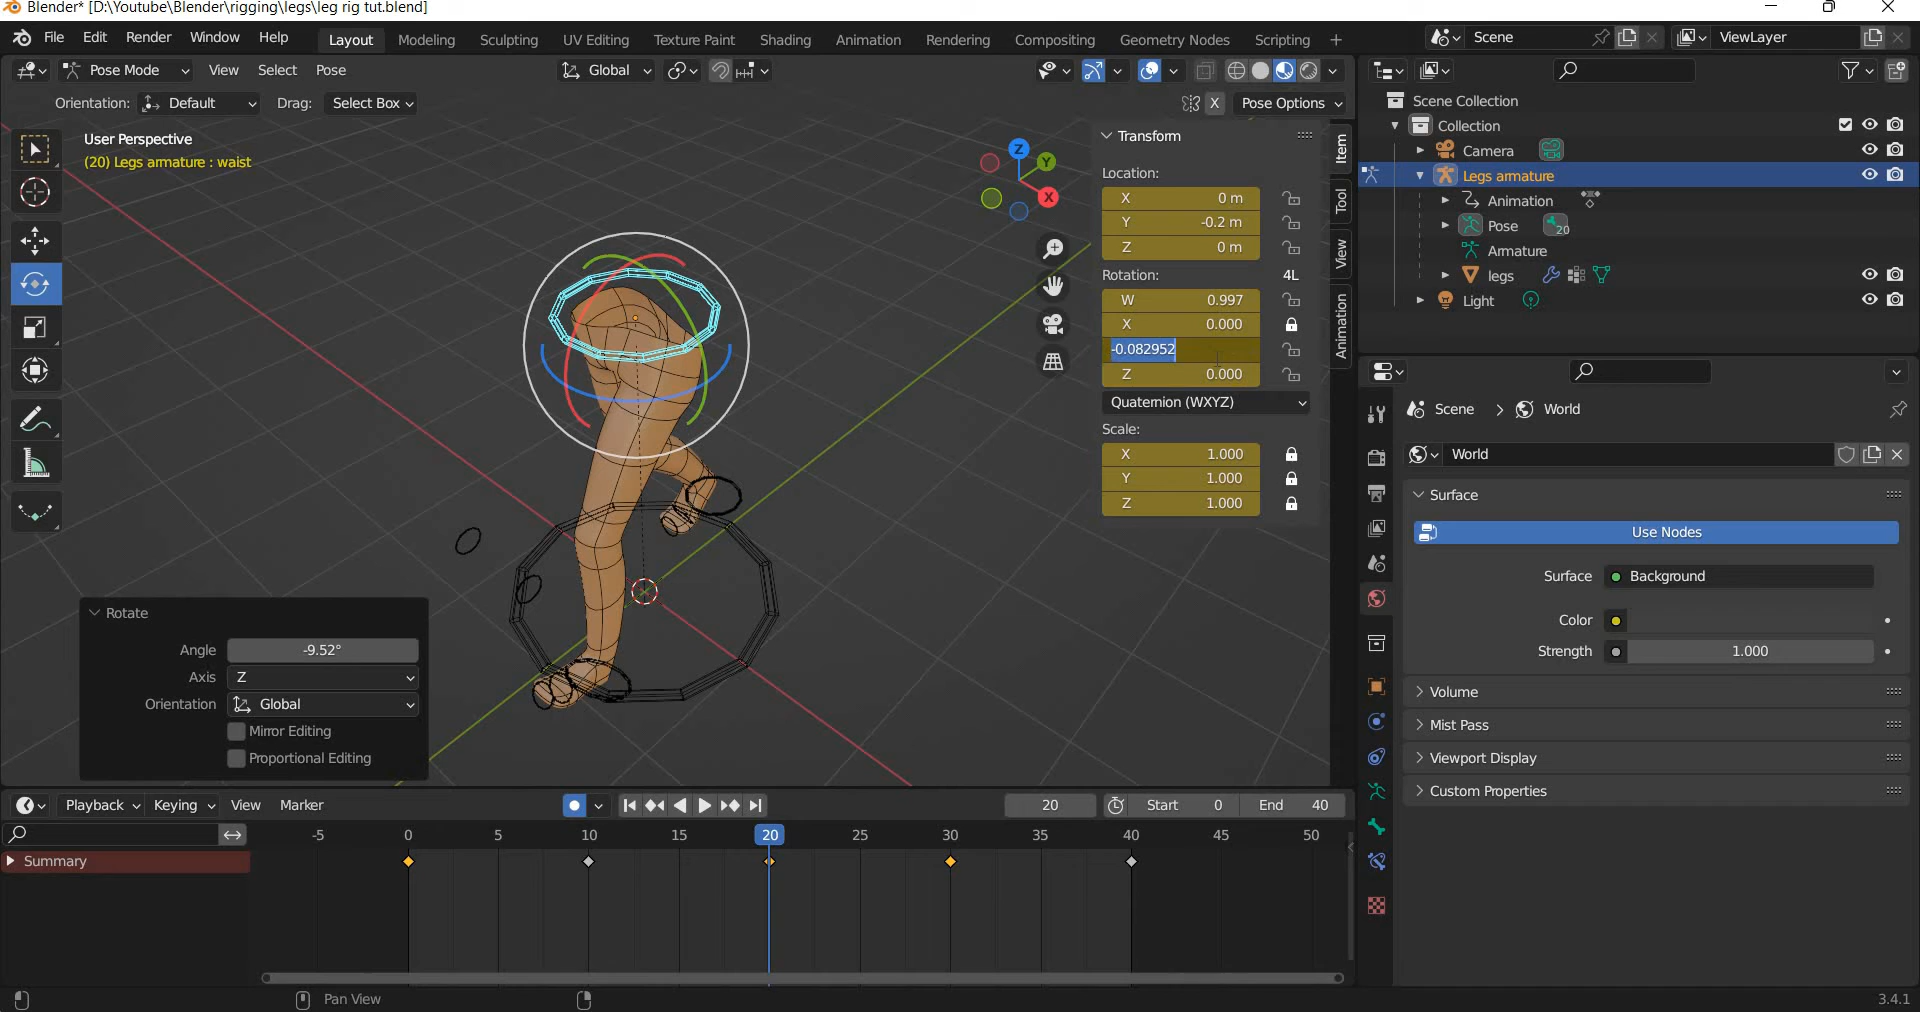 Blender* [D:\Youtube\Blender\rigging\legs\leg rig tut.blend]
File Edit Render Window Help Layout Modeling Sculpting UV Editing Texture Paint Shading Animation Rendering Compositing Geometry Nodes Scripting + Scene ViewLayer
Pose Mode View Select Pose Global
Orientation: Default Drag: Select Box X Pose Options
User Perspective
(20) Legs armature : waist
Z
Y
X
Transform
Location:
X 0 m
Y -0.2 m
Z 0 m
Rotation: 4L
W 0.997
X 0.000
-0.082952
Z 0.000
Quaternion (WXYZ)
Scale:
X 1.000
Y 1.000
Z 1.000
Item
Tool
View
Animation
Rotate
Angle -9.52°
Axis Z
Orientation Global
Mirror Editing
Proportional Editing
Scene Collection
Collection
Camera
Legs armature
Animation
Pose 20
Armature
legs
Light
Scene > World
World
Surface
Use Nodes
Surface Background
Color
Strength 1.000
Volume
Mist Pass
Viewport Display
Custom Properties
Playback Keying View Marker 20 Start 0 End 40
-5 0 5 10 15 20 25 30 35 40 45 50
Summary
Pan View
3.4.1